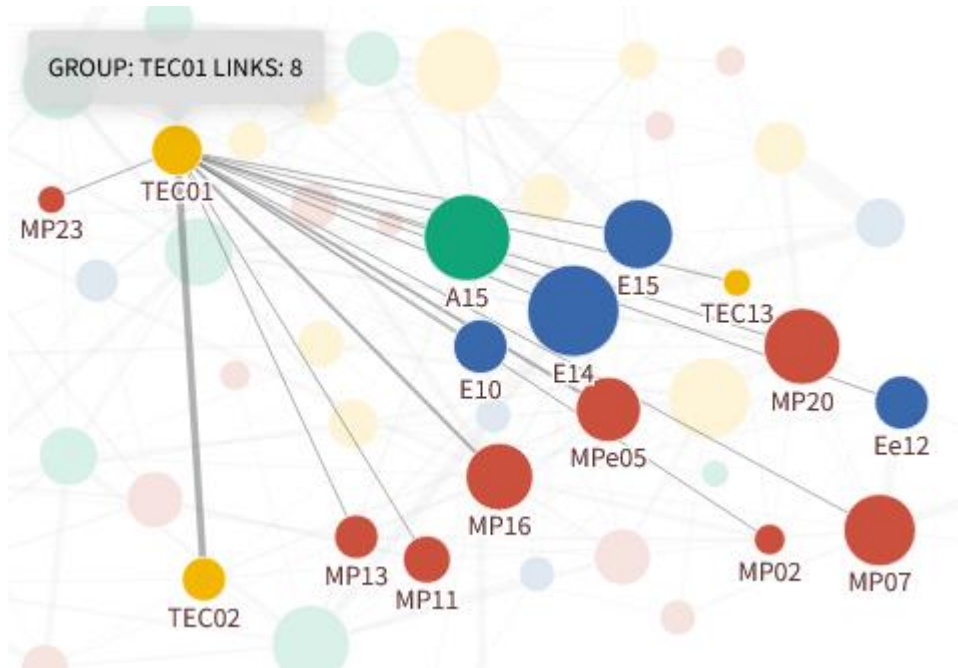 GROUP: TEC01 LINKS: 8
TEC01
MP23
E15
A15
TEC13
E14
E10
MP20
Ee12
MPe05
MP16
MP02
MP07
MP13
MP11
TEC02